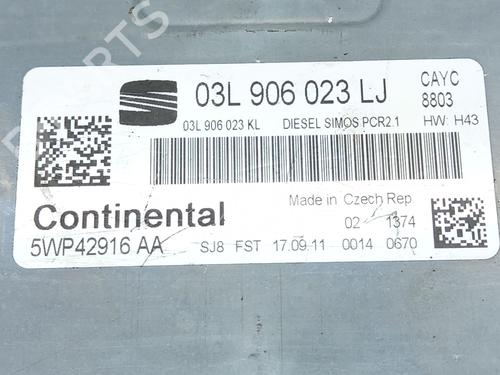 PARTS
03L 906 023 LJ CAYC
8803
03L 906 023 KL DIESEL SIMOS PCR2.1 HW: H43
Continental Made in Czech Rep
02 1374
5WP42916 AA SJ8 FST 17.09.11 0014 0670